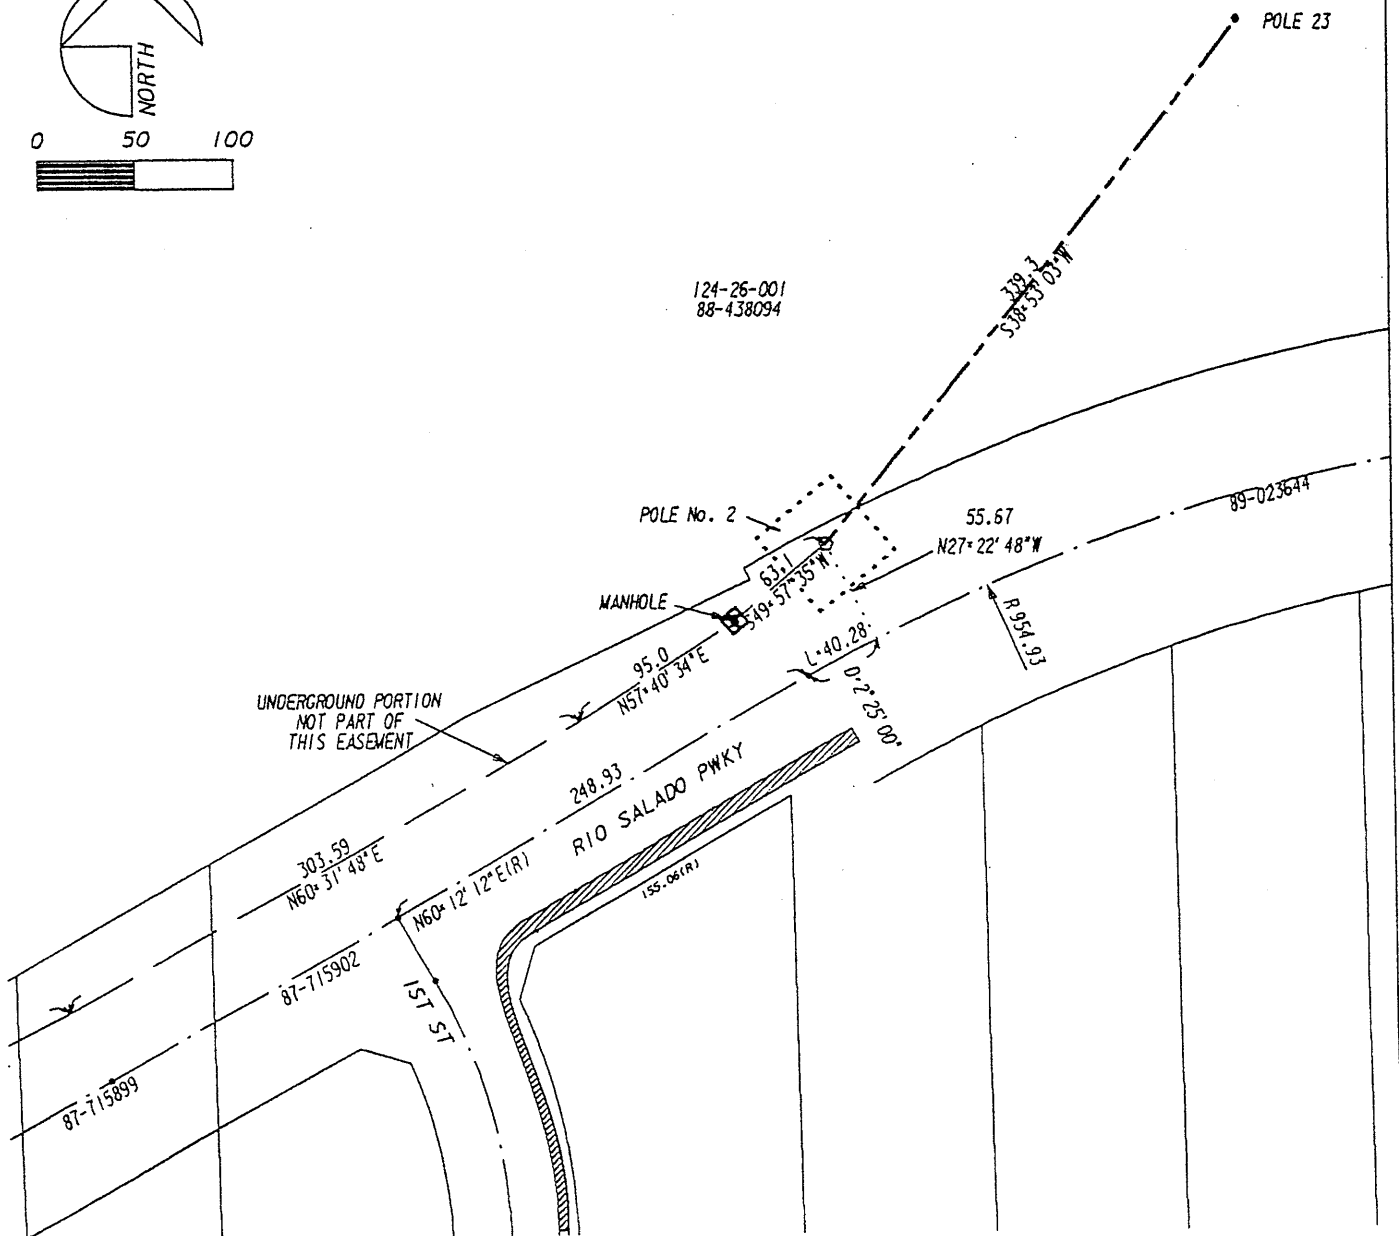 POLE 23
NORTH
0 50 100
339.3
S38°53'03"W
124-26-001
88-438094
POLE No. 2
55.67
N27°22'48"W
89-023644
63.1
S49°57'35"W
MANHOLE
R 954.93
L=40.28
D=2°25'00"
95.0
N57°40'34"E
UNDERGROUND PORTION
NOT PART OF
THIS EASEMENT
248.93
RIO SALADO PWKY
303.59
N60°31'48"E
N60°12'12"E(R)
155.06(R)
87-715902
1ST ST
87-715899